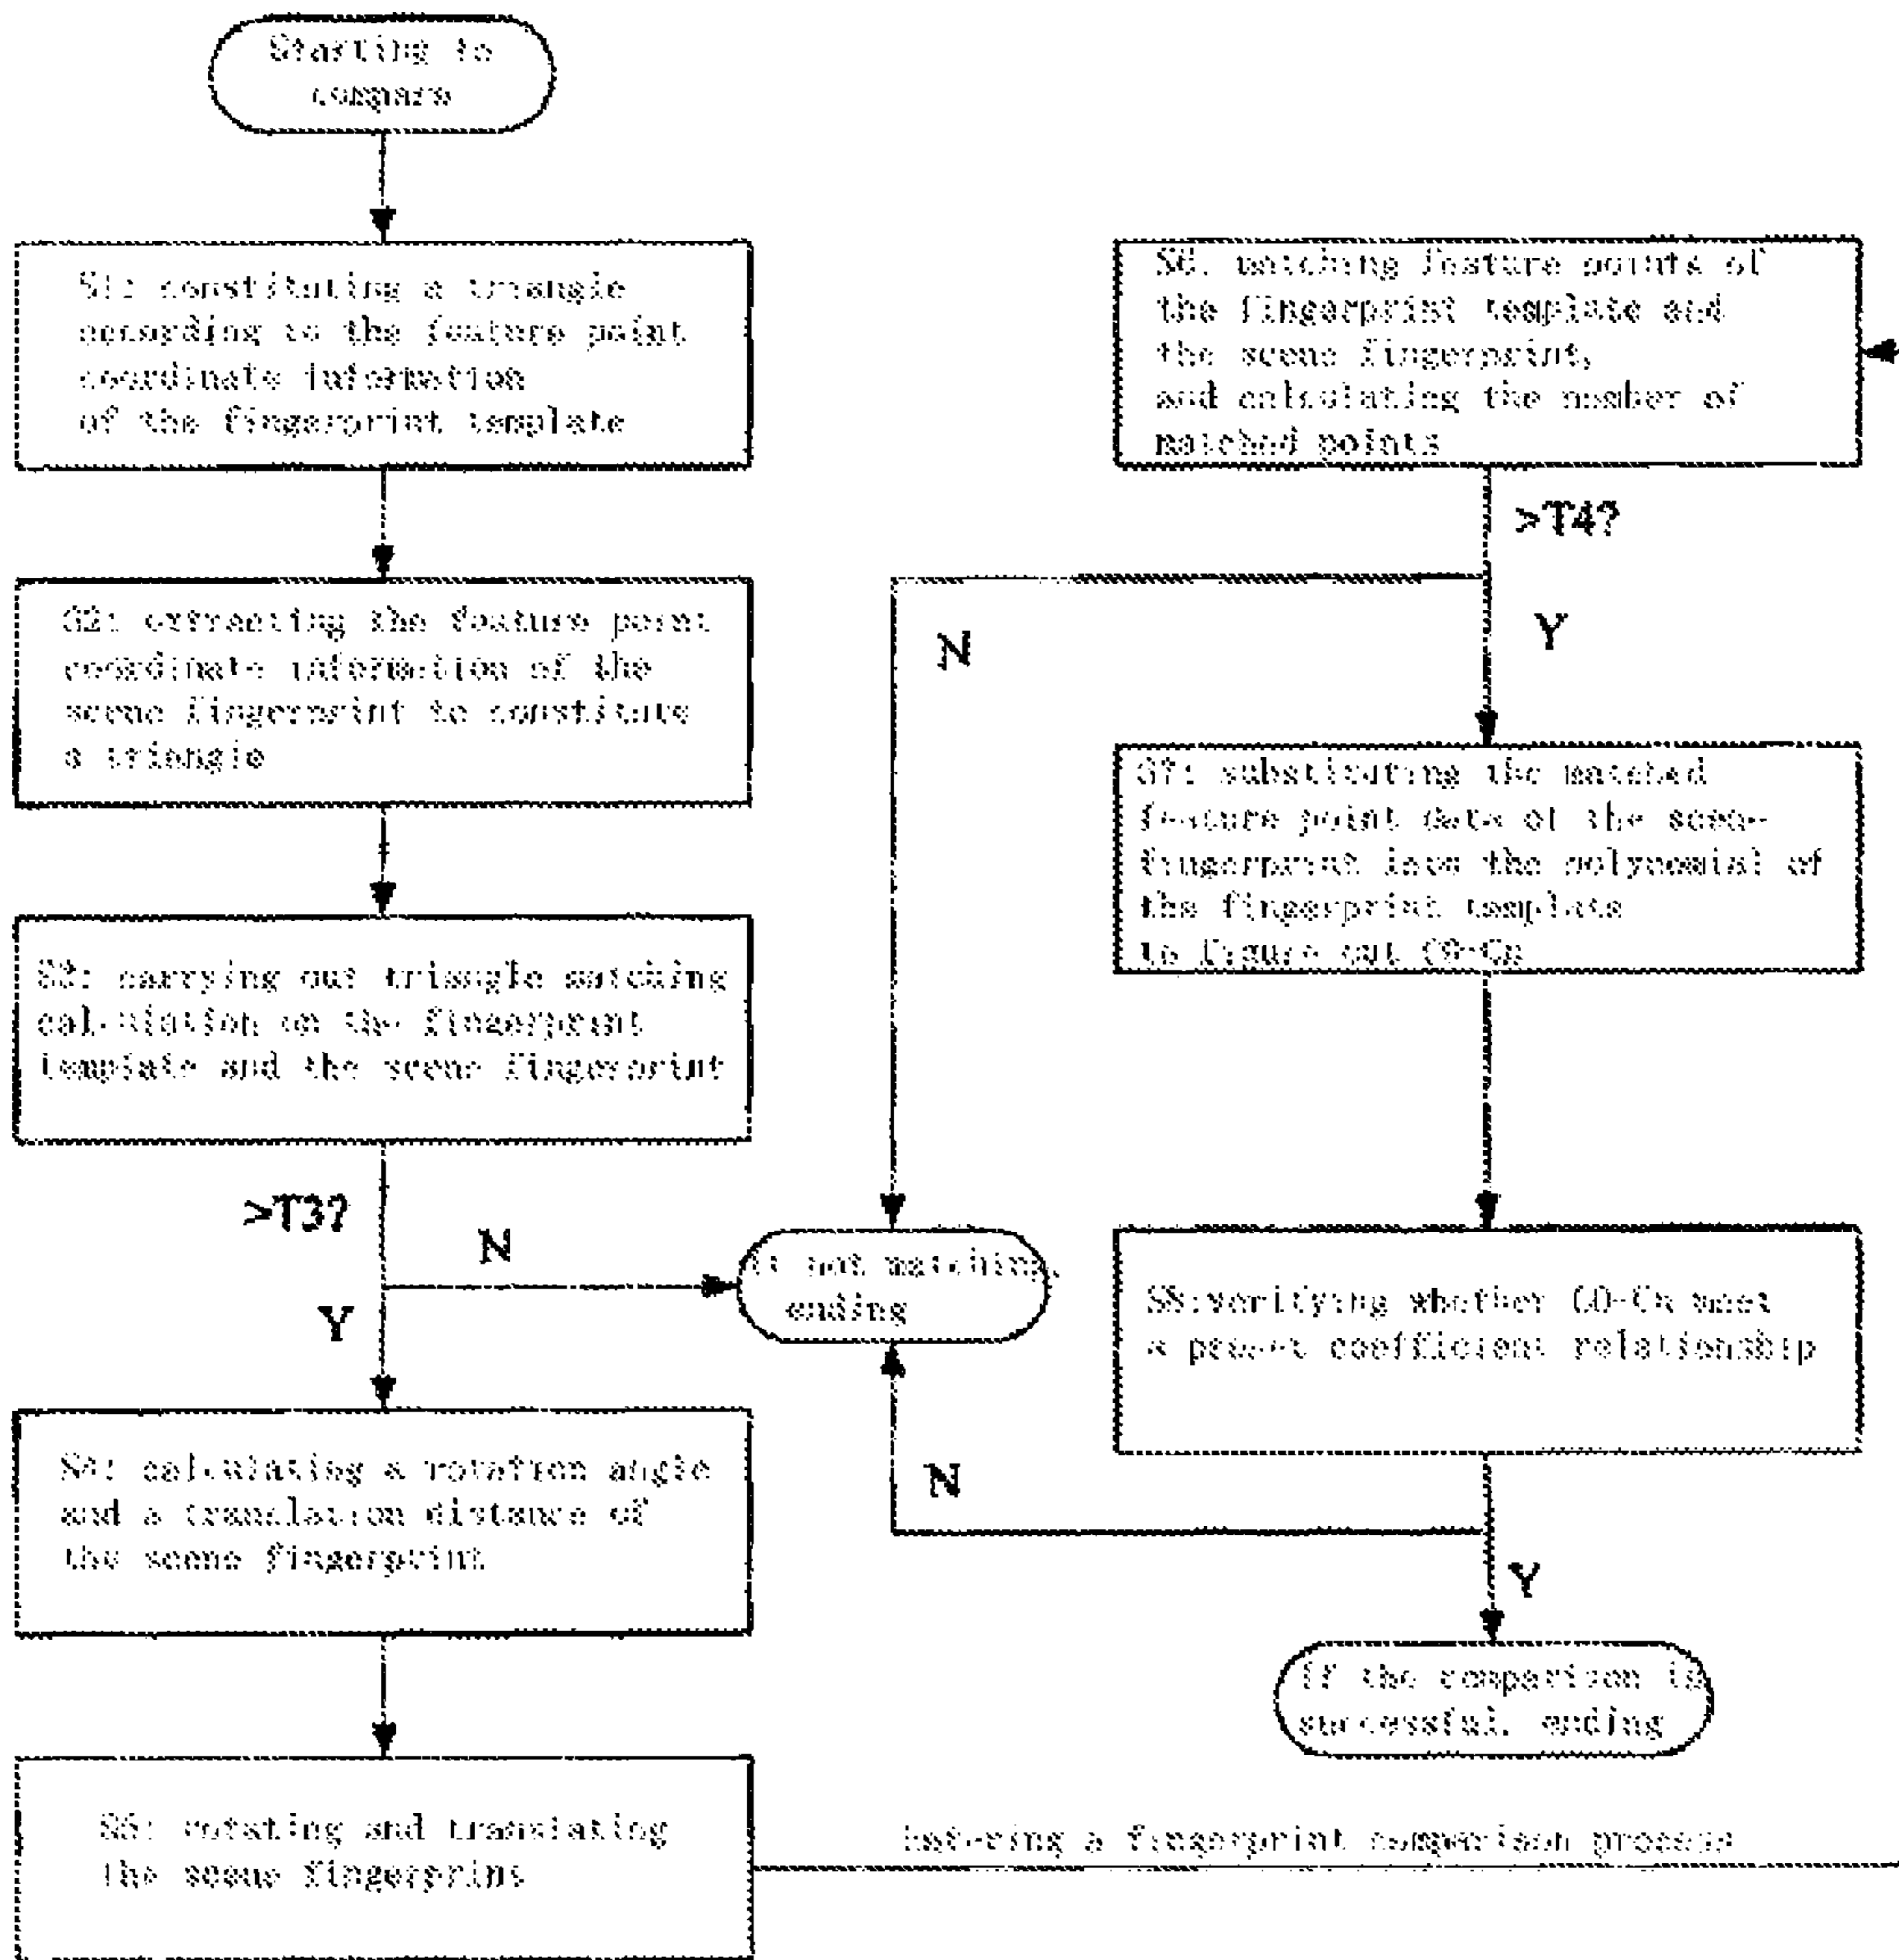 Starting to
compare
S1: constituting a triangle
according to the feature point
coordinate information
of the fingerprint template
S2: extracting the feature point
coordinate information of the
scene fingerprint to constitute
a triangle
S3: carrying out triangle matching
calculation on the fingerprint
template and the scene fingerprint
>T3?
N
Y
S4: calculating a rotation angle
and a translation distance of
the scene fingerprint
S5: rotating and translating
the scene fingerprint
Entering a fingerprint comparison process
S6: matching feature points of
the fingerprint template and
the scene fingerprint,
and calculating the number of
matched points
>T4?
N
Y
S7: substituting the matched
feature point data of the scene
fingerprint into the polynomial of
the fingerprint template
to figure out C0-Cn
S8:verifying whether C0-Cn meet
a preset coefficient relationship
N
Y
If not matching,
ending
If the comparison is
successful, ending